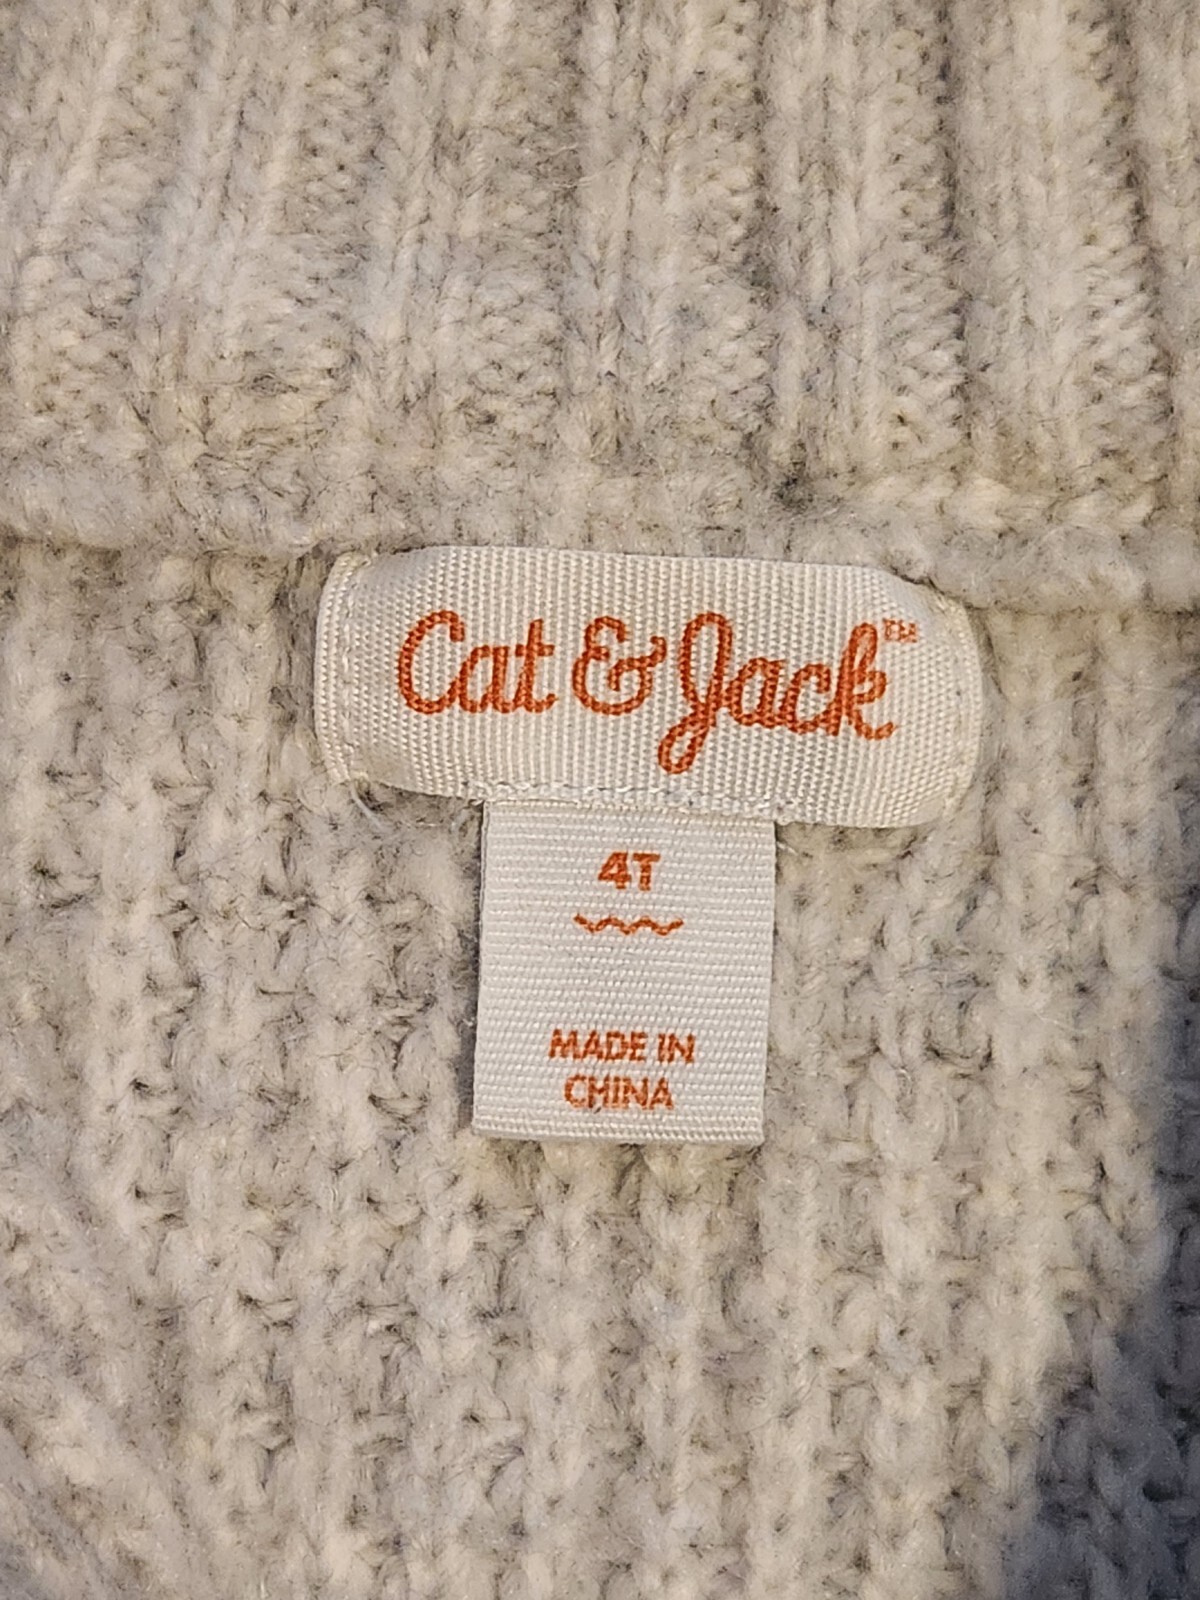 Cat & Jack™
4T
MADE IN
CHINA